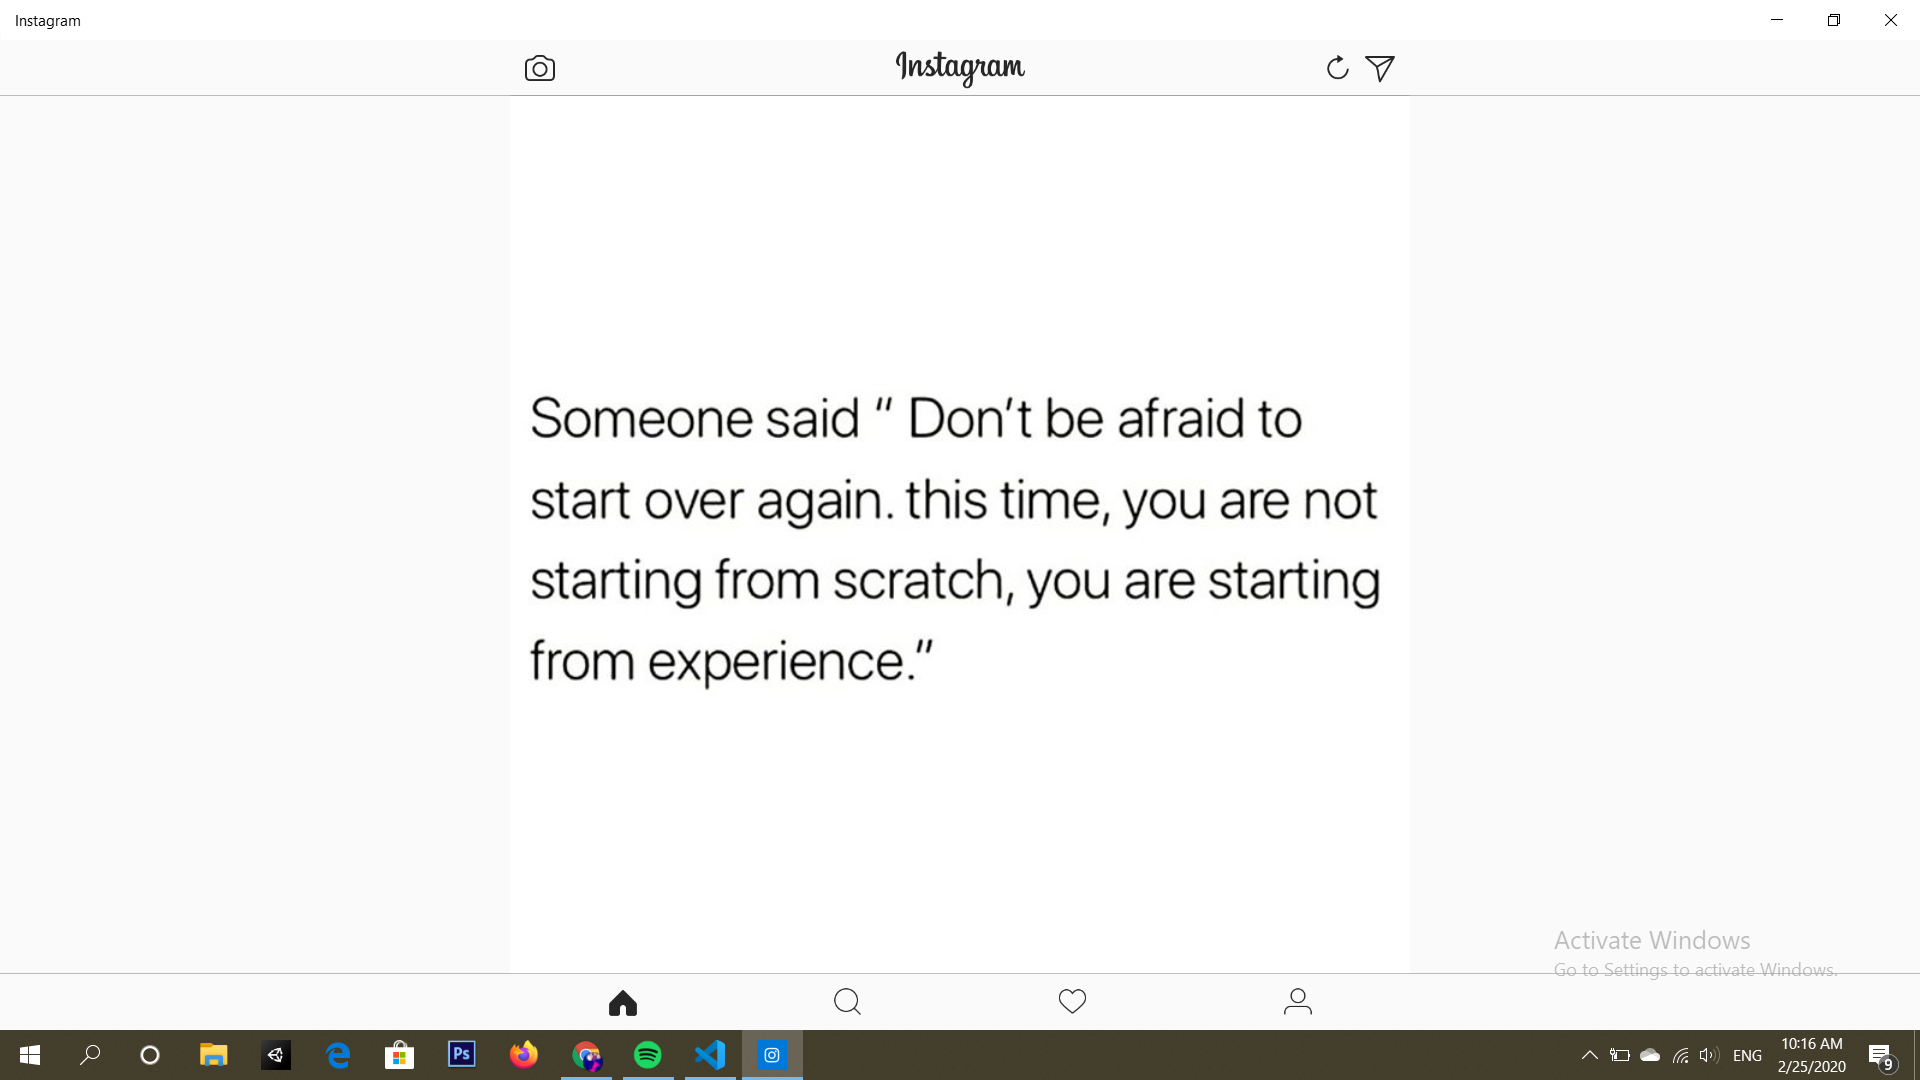 Instagram
Instagram
Someone said “ Don’t be afraid to
start over again. this time, you are not
starting from scratch, you are starting
from experience.”
Activate Windows
Go to Settings to activate Windows.
Ps
ENG
10:16 AM
2/25/2020
9